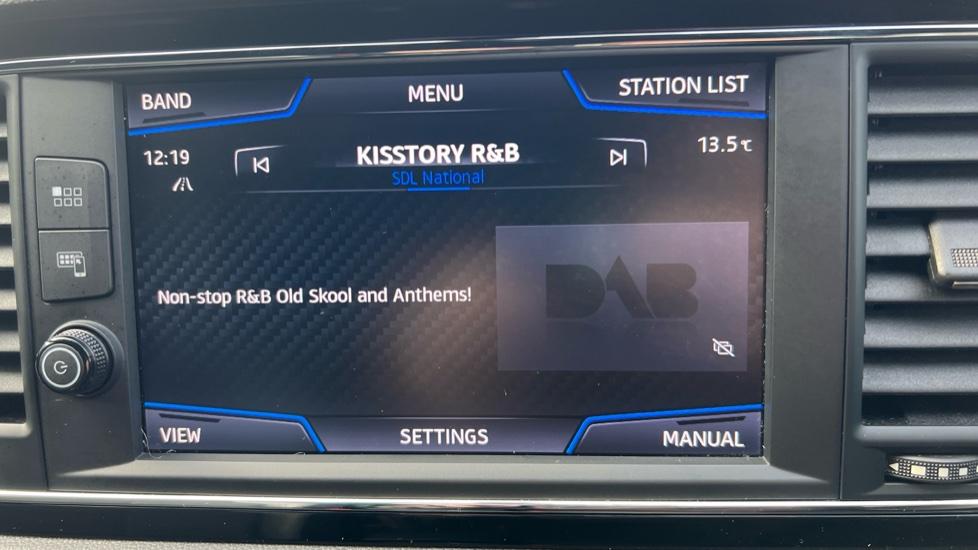 BAND
MENU
STATION LIST
12:19
KISSTORY R&B
13.5℃
SDL National
Non-stop R&B Old Skool and Anthems!
DAB
VIEW
SETTINGS
MANUAL